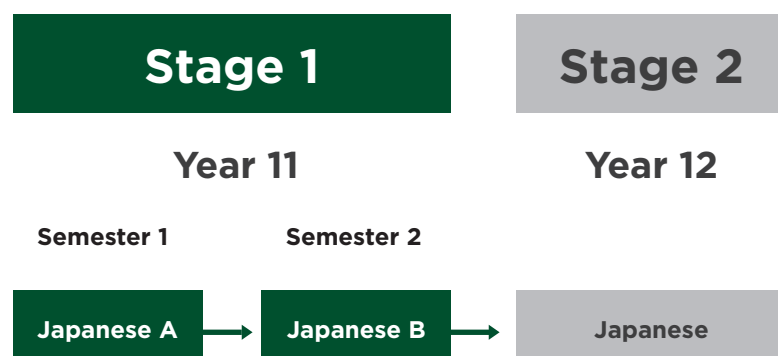 Stage 1
Stage 2
Year 11
Year 12
Semester 1
Semester 2
Japanese A
Japanese B
Japanese